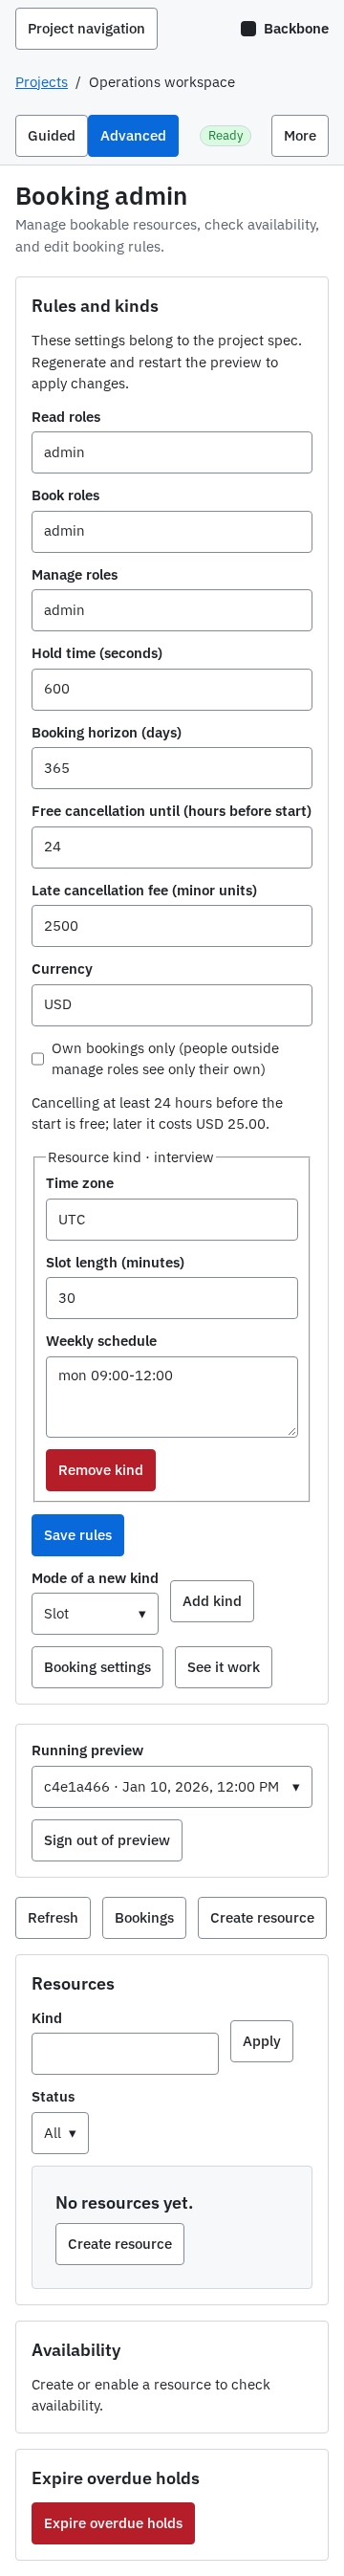 Project navigation
Backbone
Projects / Operations workspace
Guided
Advanced
Ready
More
Booking admin
Manage bookable resources, check availability,
and edit booking rules.
Rules and kinds
These settings belong to the project spec.
Regenerate and restart the preview to
apply changes.
Read roles
admin
Book roles
admin
Manage roles
admin
Hold time (seconds)
600
Booking horizon (days)
365
Free cancellation until (hours before start)
24
Late cancellation fee (minor units)
2500
Currency
USD
Own bookings only (people outside
manage roles see only their own)
Cancelling at least 24 hours before the
start is free; later it costs USD 25.00.
Resource kind · interview
Time zone
UTC
Slot length (minutes)
30
Weekly schedule
mon 09:00-12:00
Remove kind
Save rules
Mode of a new kind
Slot
Add kind
Booking settings
See it work
Running preview
c4e1a466 · Jan 10, 2026, 12:00 PM
Sign out of preview
Refresh
Bookings
Create resource
Resources
Kind
Apply
Status
All
No resources yet.
Create resource
Availability
Create or enable a resource to check
availability.
Expire overdue holds
Expire overdue holds